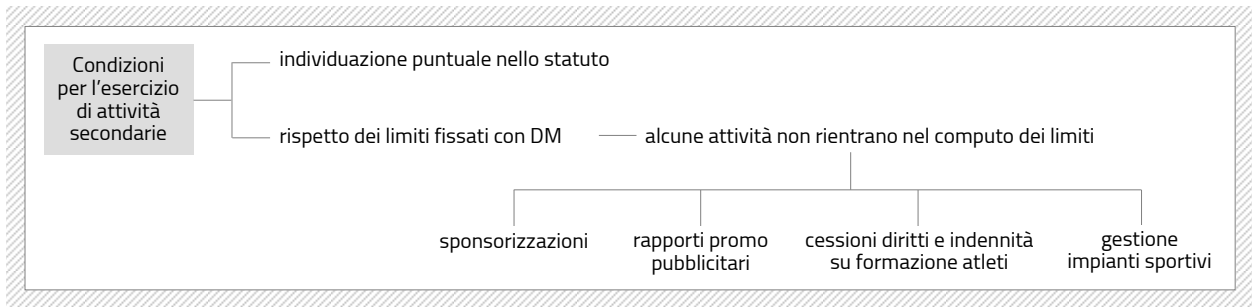 Condizioni
per l'esercizio
di attività
secondarie
individuazione puntuale nello statuto
rispetto dei limiti fissati con DM
alcune attività non rientrano nel computo dei limiti
sponsorizzazioni
rapporti promo
pubblicitari
cessioni diritti e indennità
su formazione atleti
gestione
impianti sportivi